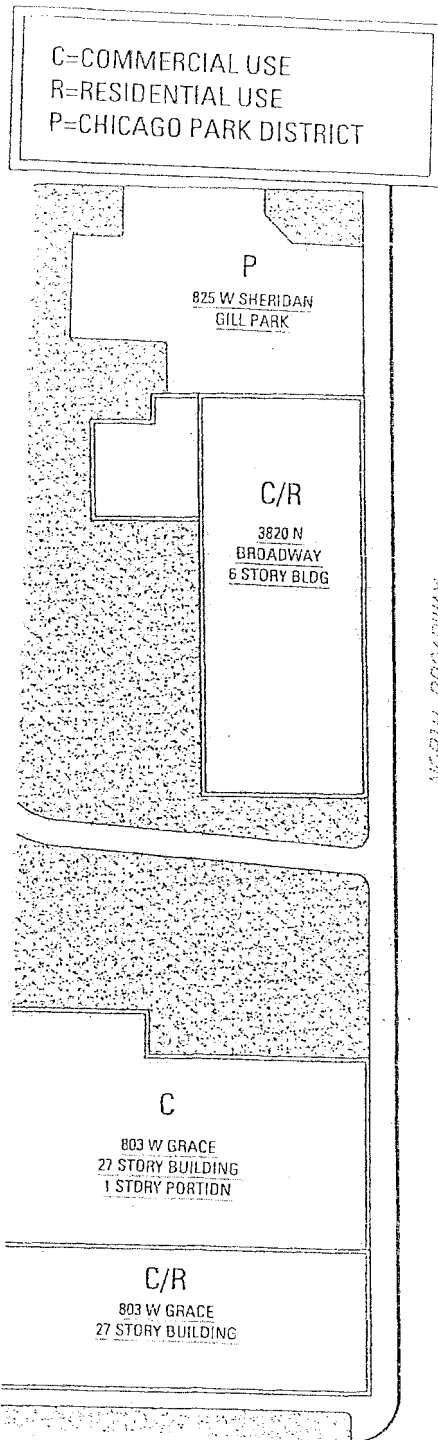 C=COMMERCIAL USE
R=RESIDENTIAL USE
P=CHICAGO PARK DISTRICT
P
825 W SHERIDAN
GILL PARK
C/R
3820 N
BROADWAY
6 STORY BLDG
C
803 W GRACE
27 STORY BUILDING
1 STORY PORTION
C/R
803 W GRACE
27 STORY BUILDING